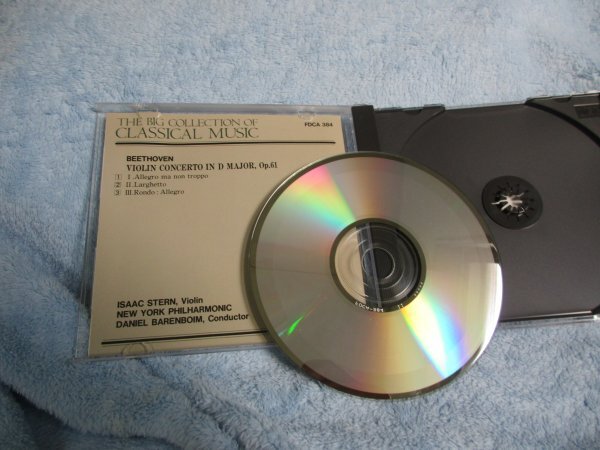 THE BIG COLLECTION OF
CLASSICAL MUSIC
FDCA 384
BEETHOVEN
VIOLIN CONCERTO IN D MAJOR, Op.61
1 I.Allegro ma non troppo
2 II.Larghetto
3 III.Rondo: Allegro
ISAAC STERN, Violin
NEW YORK PHILHARMONIC
DANIEL BARENBOIM, Conductor